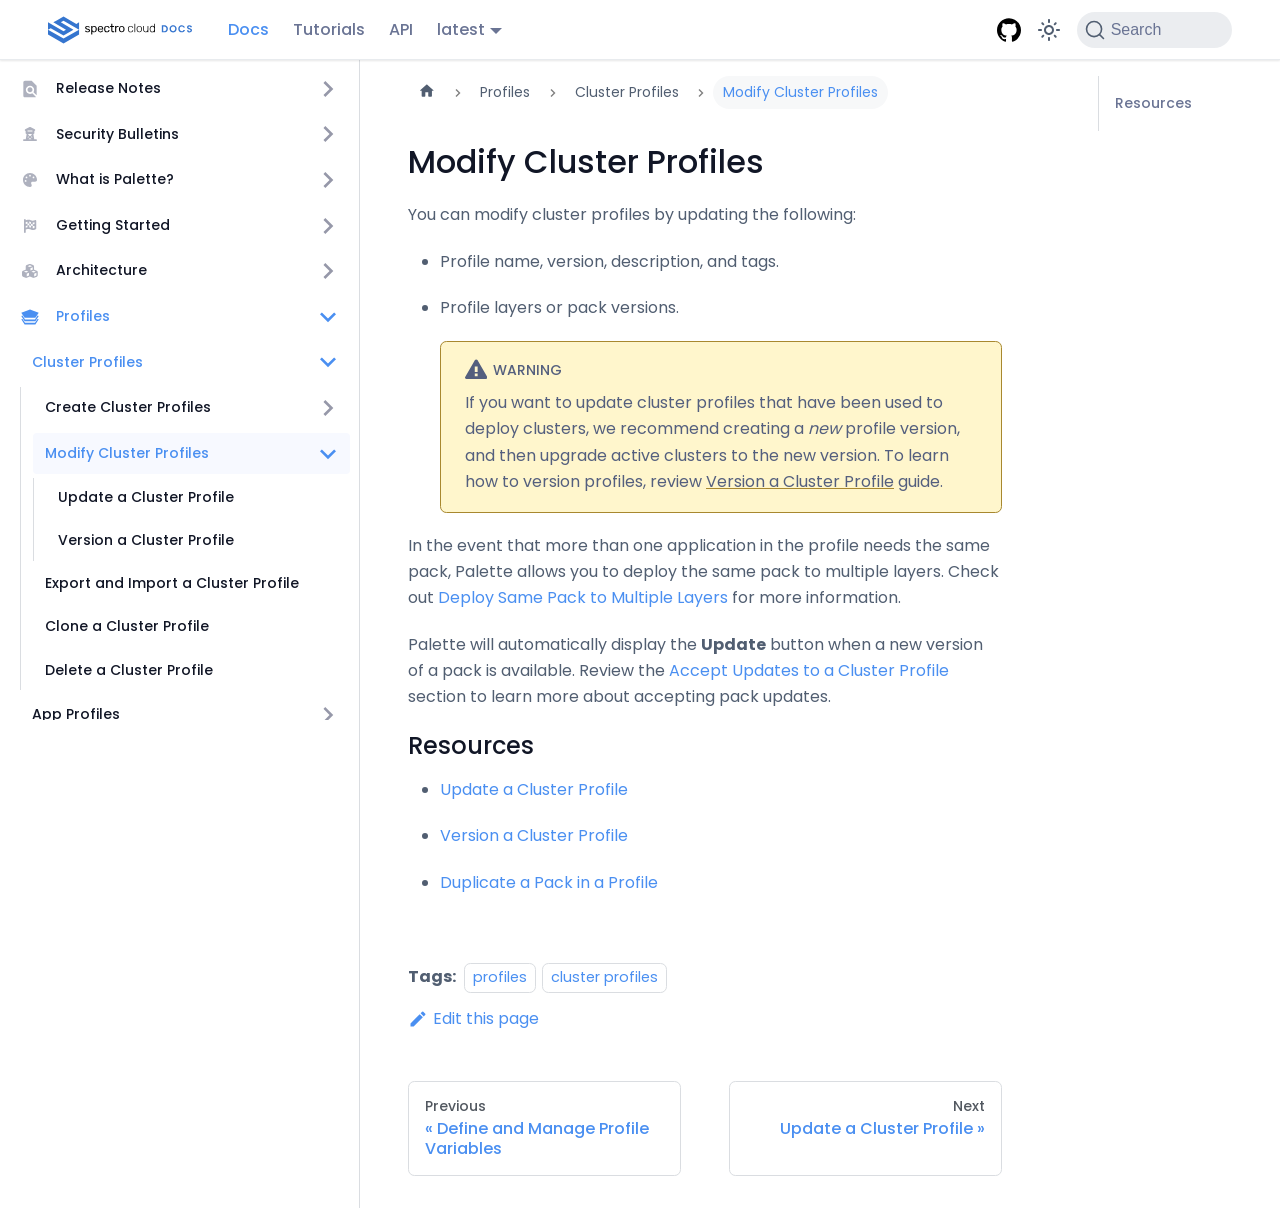 spectro cloud DOCS
Docs
Tutorials
API
latest
Search
Release Notes
Security Bulletins
What is Palette?
Getting Started
Architecture
Profiles
Cluster Profiles
Create Cluster Profiles
Modify Cluster Profiles
Update a Cluster Profile
Version a Cluster Profile
Export and Import a Cluster Profile
Clone a Cluster Profile
Delete a Cluster Profile
App Profiles
Profiles
Cluster Profiles
Modify Cluster Profiles
Modify Cluster Profiles
You can modify cluster profiles by updating the following:
Profile name, version, description, and tags.
Profile layers or pack versions.
WARNING
If you want to update cluster profiles that have been used to
deploy clusters, we recommend creating a new profile version,
and then upgrade active clusters to the new version. To learn
how to version profiles, review Version a Cluster Profile guide.
In the event that more than one application in the profile needs the same
pack, Palette allows you to deploy the same pack to multiple layers. Check
out Deploy Same Pack to Multiple Layers for more information.
Palette will automatically display the Update button when a new version
of a pack is available. Review the Accept Updates to a Cluster Profile
section to learn more about accepting pack updates.
Resources
Update a Cluster Profile
Version a Cluster Profile
Duplicate a Pack in a Profile
Tags: profiles cluster profiles
Edit this page
Previous
« Define and Manage Profile
Variables
Next
Update a Cluster Profile »
Resources